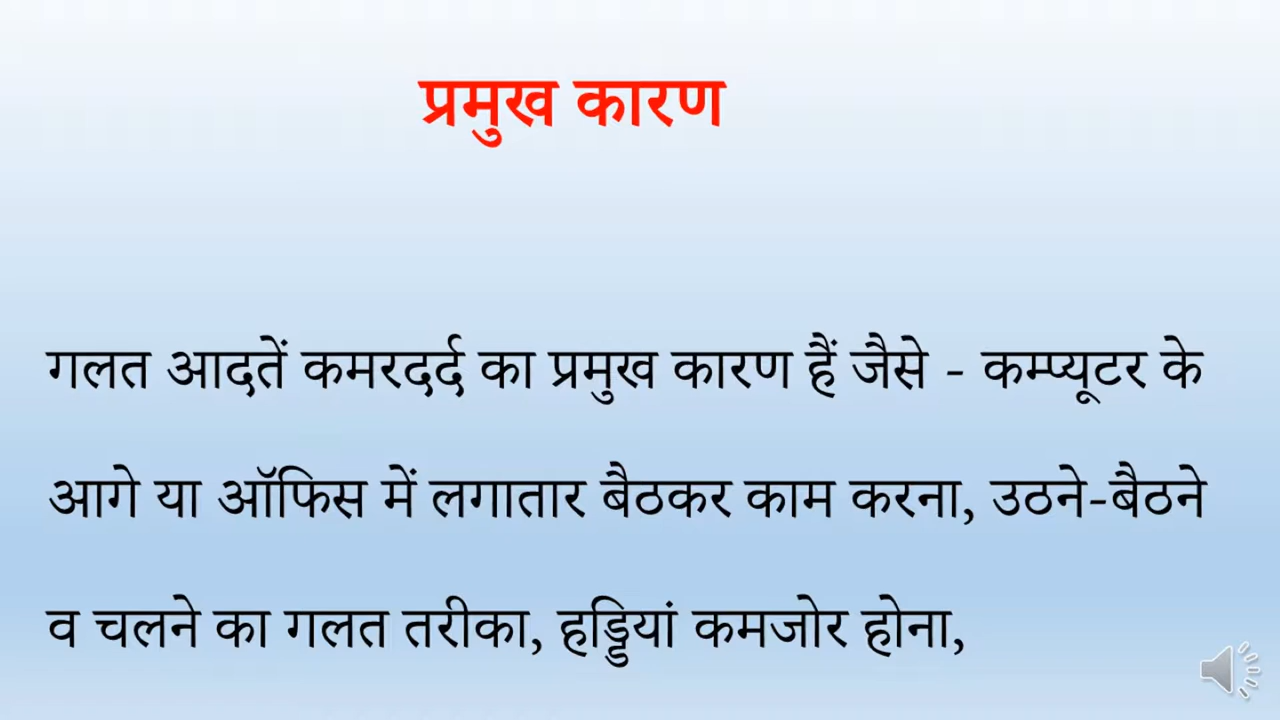 प्रमुख कारण
गलत आदतें कमरदर्द का प्रमुख कारण हैं जैसे - कम्प्यूटर के
आगे या ऑफिस में लगातार बैठकर काम करना, उठने-बैठने
व चलने का गलत तरीका, हड्डियां कमजोर होना,